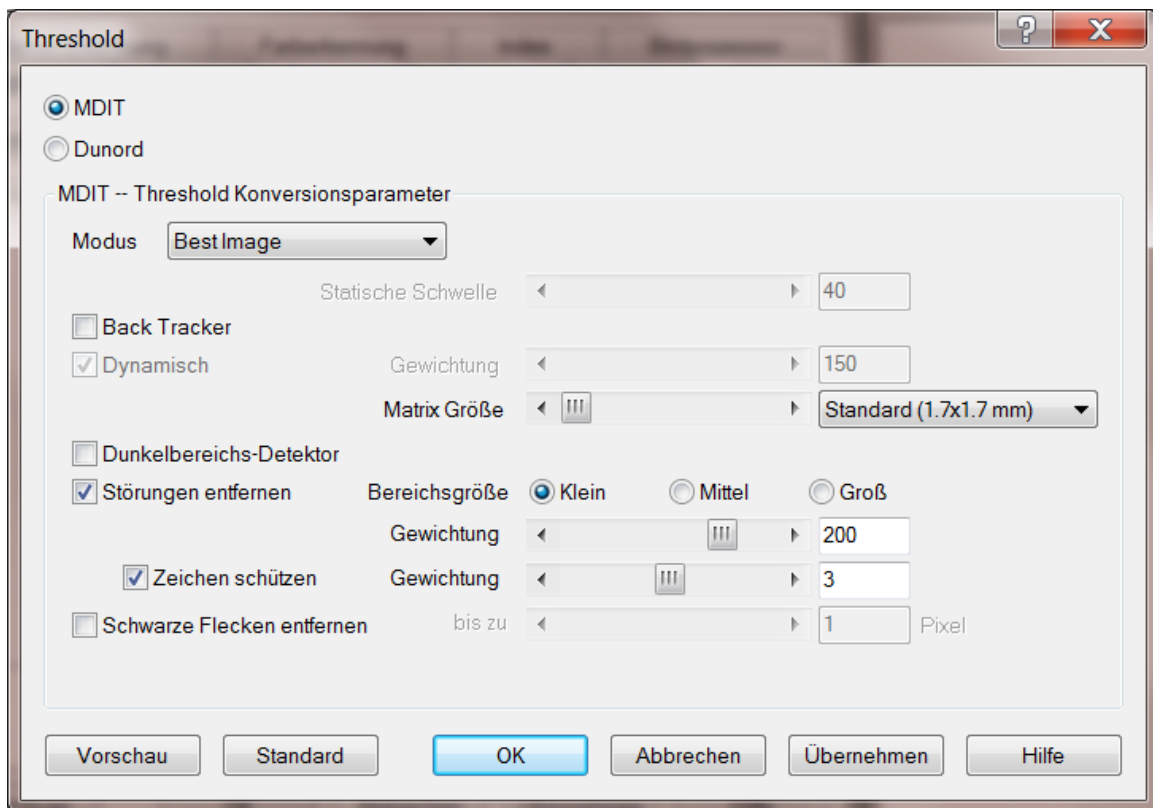 Threshold
MDIT
Dunord
MDIT -- Threshold Konversionsparameter
Modus Best Image
Statische Schwelle 40
Back Tracker
Dynamisch Gewichtung 150
Matrix Größe Standard (1.7x1.7 mm)
Dunkelbereichs-Detektor
Störungen entfernen Bereichsgröße Klein Mittel Groß
Gewichtung 200
Zeichen schützen Gewichtung 3
Schwarze Flecken entfernen bis zu 1 Pixel
Vorschau Standard OK Abbrechen Übernehmen Hilfe